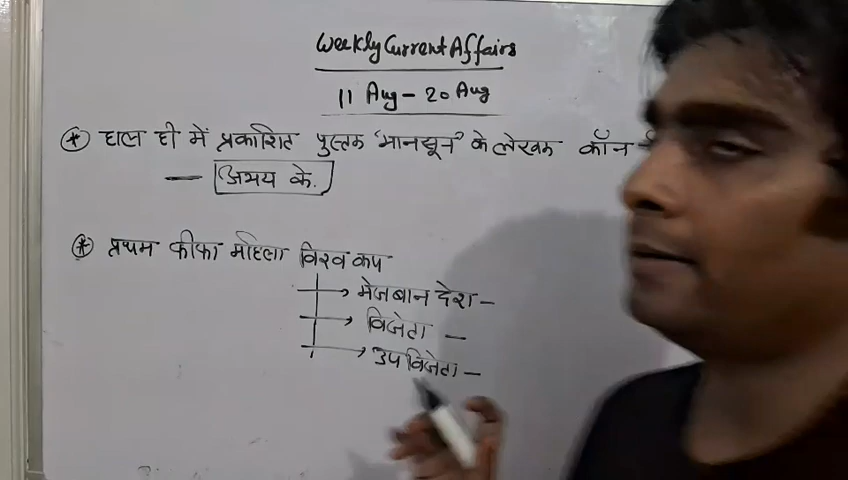 Weekly Current Affairs
11 Aug - 20 Aug
* हाल ही में प्रकाशित पुस्तक "मानसून" के लेखक कौन
— अभय के.
* प्रथम फीफा महिला विश्व कप
→ मेजबान देश -
→ विजेता -
→ उपविजेता -